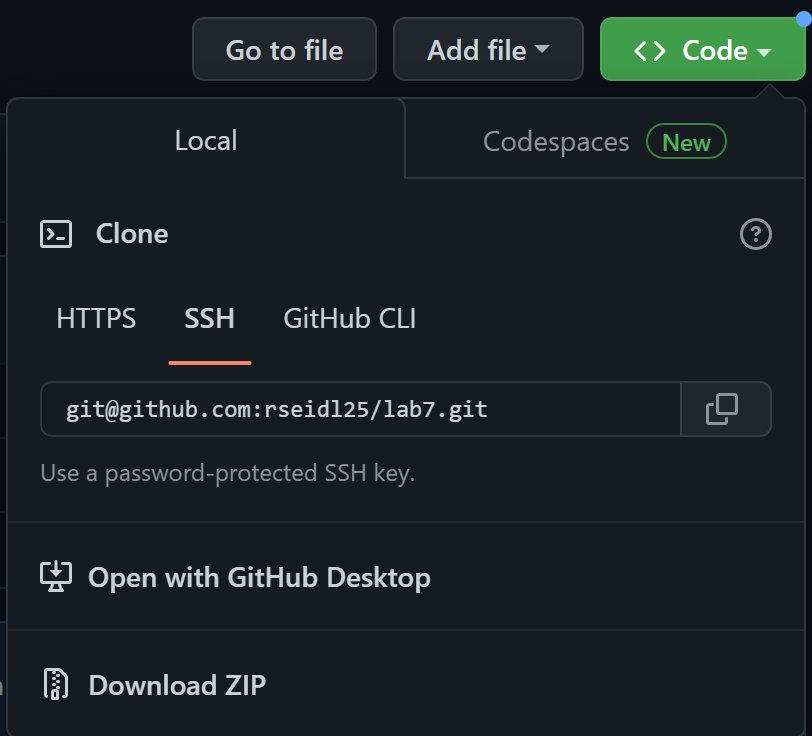 Go to file
Add file
Code
Local
Codespaces
New
Clone
HTTPS
SSH
GitHub CLI
git@github.com:rseidl25/lab7.git
Use a password-protected SSH key.
Open with GitHub Desktop
Download ZIP